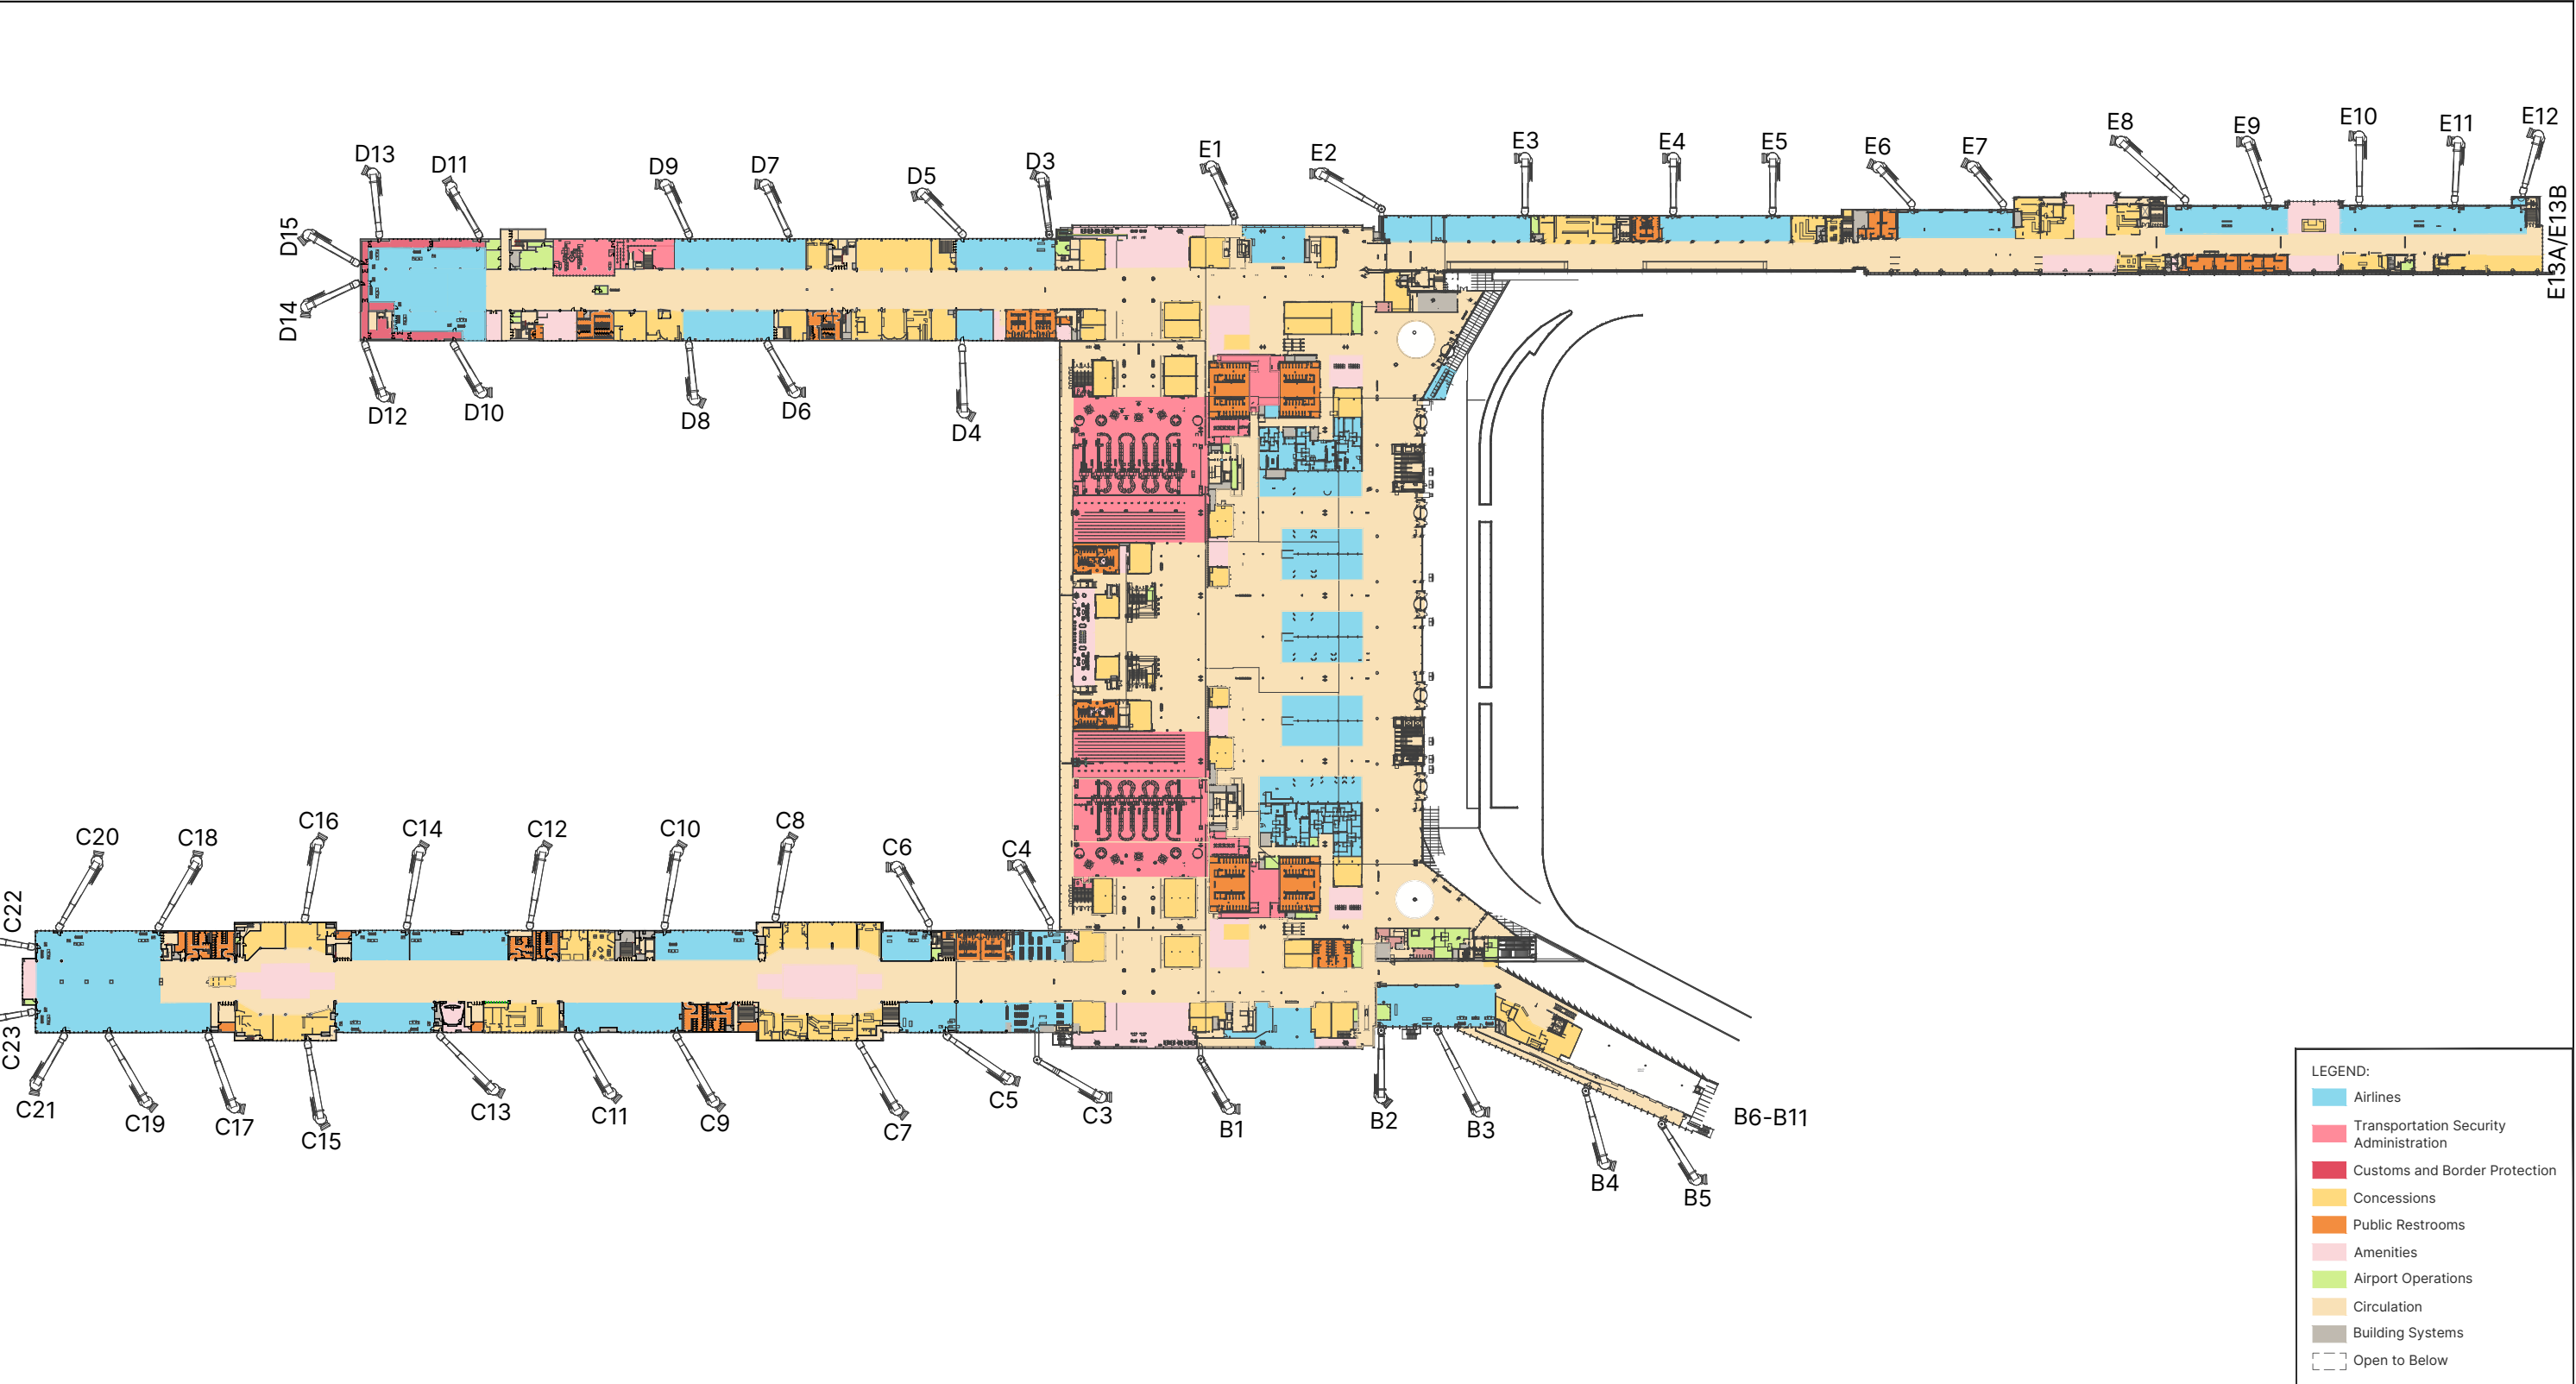 E8
E9
E10
E11
E12
E1
E2
E3
E4
E5
E6
E7
D13
D11
D9
D7
D5
D3
D15
D14
E13A/E13B
D12
D10
D8
D6
D4
C20
C18
C16
C14
C12
C10
C8
C6
C4
C22
C23
C21
C19
C17
C15
C13
C11
C9
C7
C5
C3
B1
B2
B3
B6-B11
B4
B5
LEGEND:
Airlines
Transportation Security
Administration
Customs and Border Protection
Concessions
Public Restrooms
Amenities
Airport Operations
Circulation
Building Systems
Open to Below